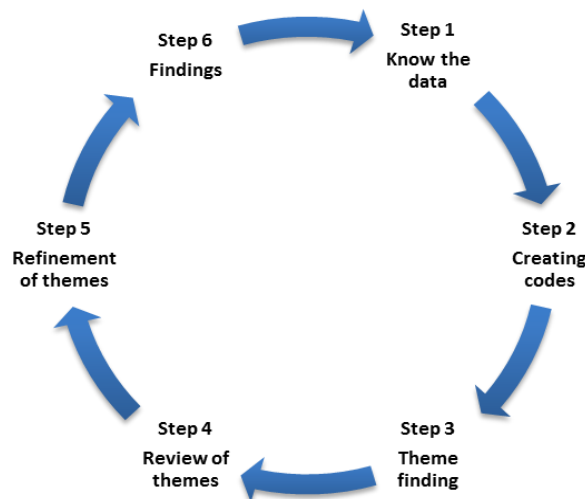 Step 1
Know the
data
Step 2
Creating
codes
Step 3
Theme
finding
Step 4
Review of
themes
Step 5
Refinement
of themes
Step 6
Findings